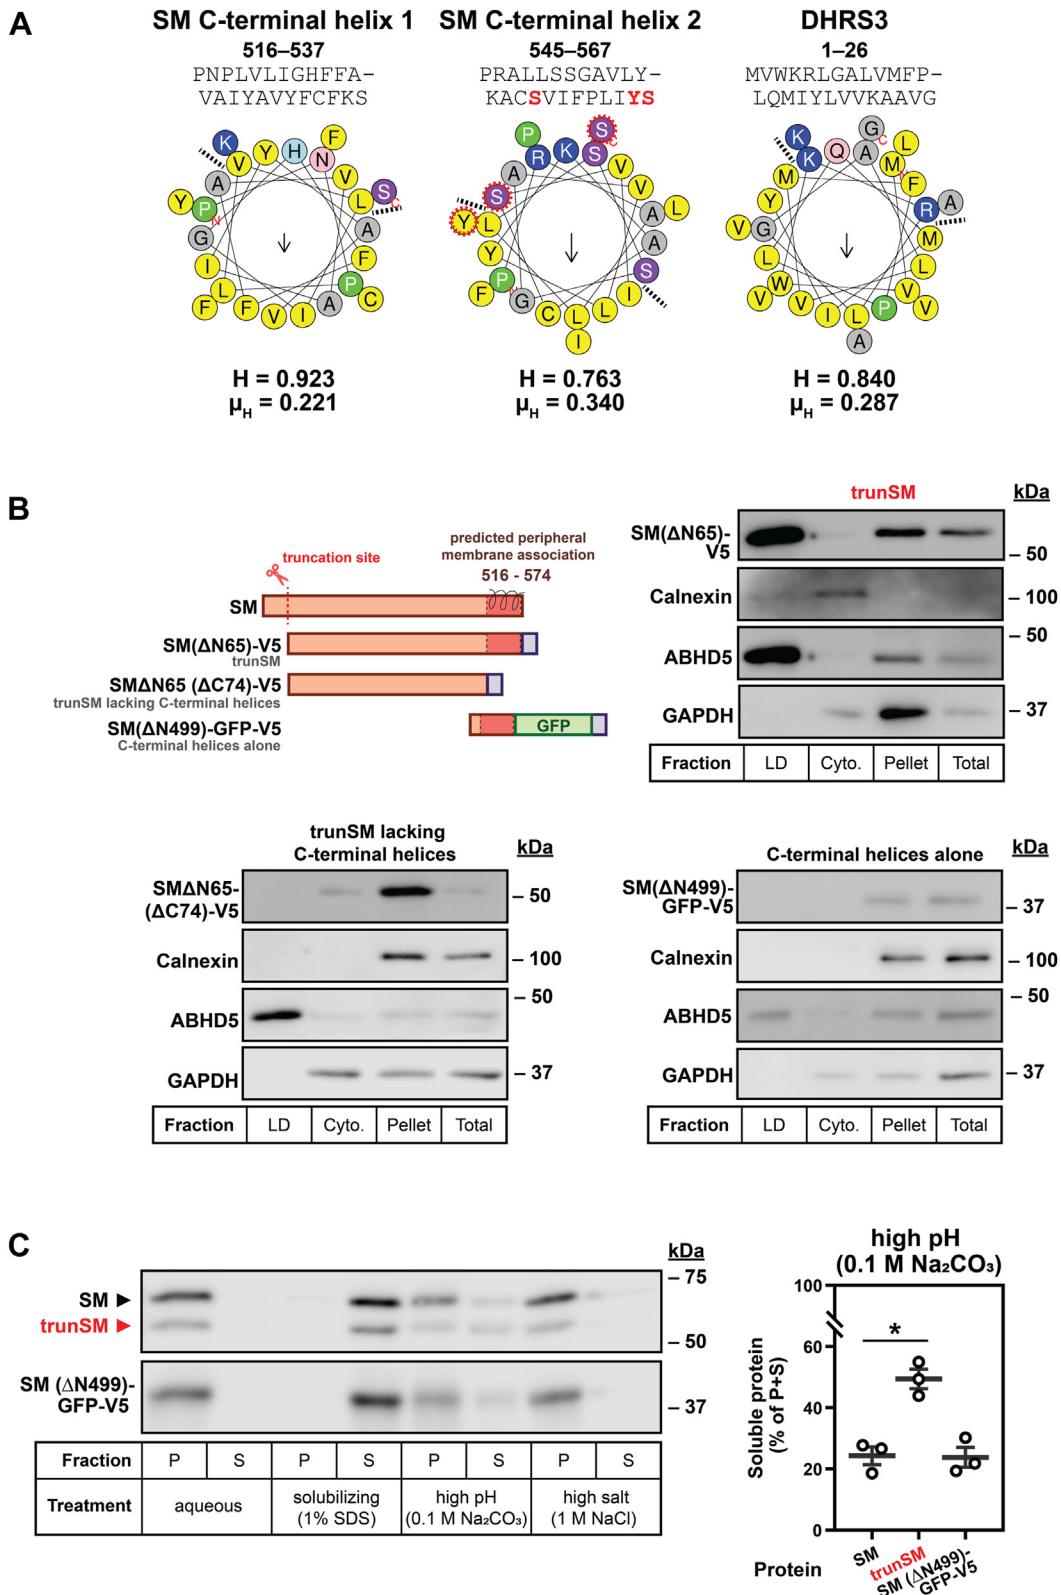 A
SM C-terminal helix 1
516–537
PNPLVLIGHFFA-
VAIYAVYFCFKS
SM C-terminal helix 2
545–567
PRALLSSGAVLY-
KACSVIFPLIYS
DHRS3
1–26
MVWKRLGALVMFP-
LQMIYLVVKAAVG
H = 0.923
μH = 0.221
H = 0.763
μH = 0.340
H = 0.840
μH = 0.287
B
truncation site
predicted peripheral
membrane association
516 - 574
SM
SM(ΔN65)-V5
trunSM
SMΔN65 (ΔC74)-V5
trunSM lacking C-terminal helices
SM(ΔN499)-GFP-V5
C-terminal helices alone
GFP
trunSM
kDa
SM(ΔN65)-
V5
– 50
Calnexin
– 100
– 50
ABHD5
GAPDH
– 37
Fraction LD Cyto. Pellet Total
trunSM lacking
C-terminal helices
kDa
SMΔN65-
(ΔC74)-V5
– 50
Calnexin
– 100
– 50
ABHD5
GAPDH
– 37
Fraction LD Cyto. Pellet Total
C-terminal helices alone
kDa
SM(ΔN499)-
GFP-V5
– 37
Calnexin
– 100
– 50
ABHD5
GAPDH
– 37
Fraction LD Cyto. Pellet Total
C
kDa
– 75
SM
trunSM
– 50
SM (ΔN499)-
GFP-V5
– 37
Fraction P S P S P S P S
Treatment
aqueous
solubilizing
(1% SDS)
high pH
(0.1 M Na₂CO₃)
high salt
(1 M NaCl)
high pH
(0.1 M Na₂CO₃)
Soluble protein
(% of P+S)
100
60
40
20
0
*
Protein
SM
trunSM
SM (ΔN499)-
GFP-V5